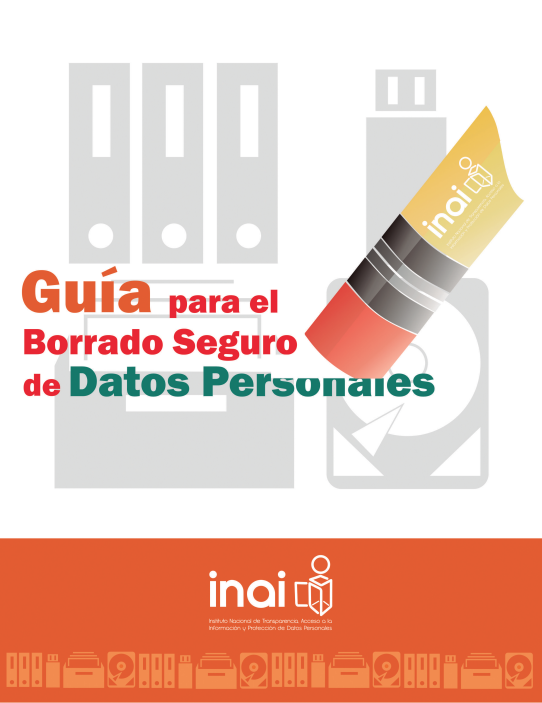 Guía para el
Borrado Seguro
de Datos Personales
inai
inai
Instituto Nacional de Transparencia, Acceso a la
Información y Protección de Datos Personales